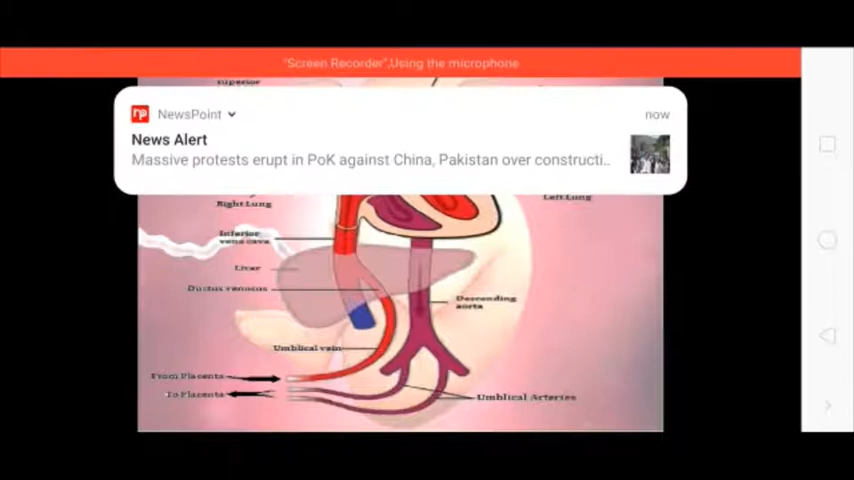 "Screen Recorder",Using the microphone
Superior
np NewsPoint now
News Alert
Massive protests erupt in PoK against China, Pakistan over constructi..
Right Lung
Left Lung
Inferior
vena cava
Liver
Ductus venosus
Descending
aorta
Umblical vein
From Placenta
To Placenta
Umblical Arteries